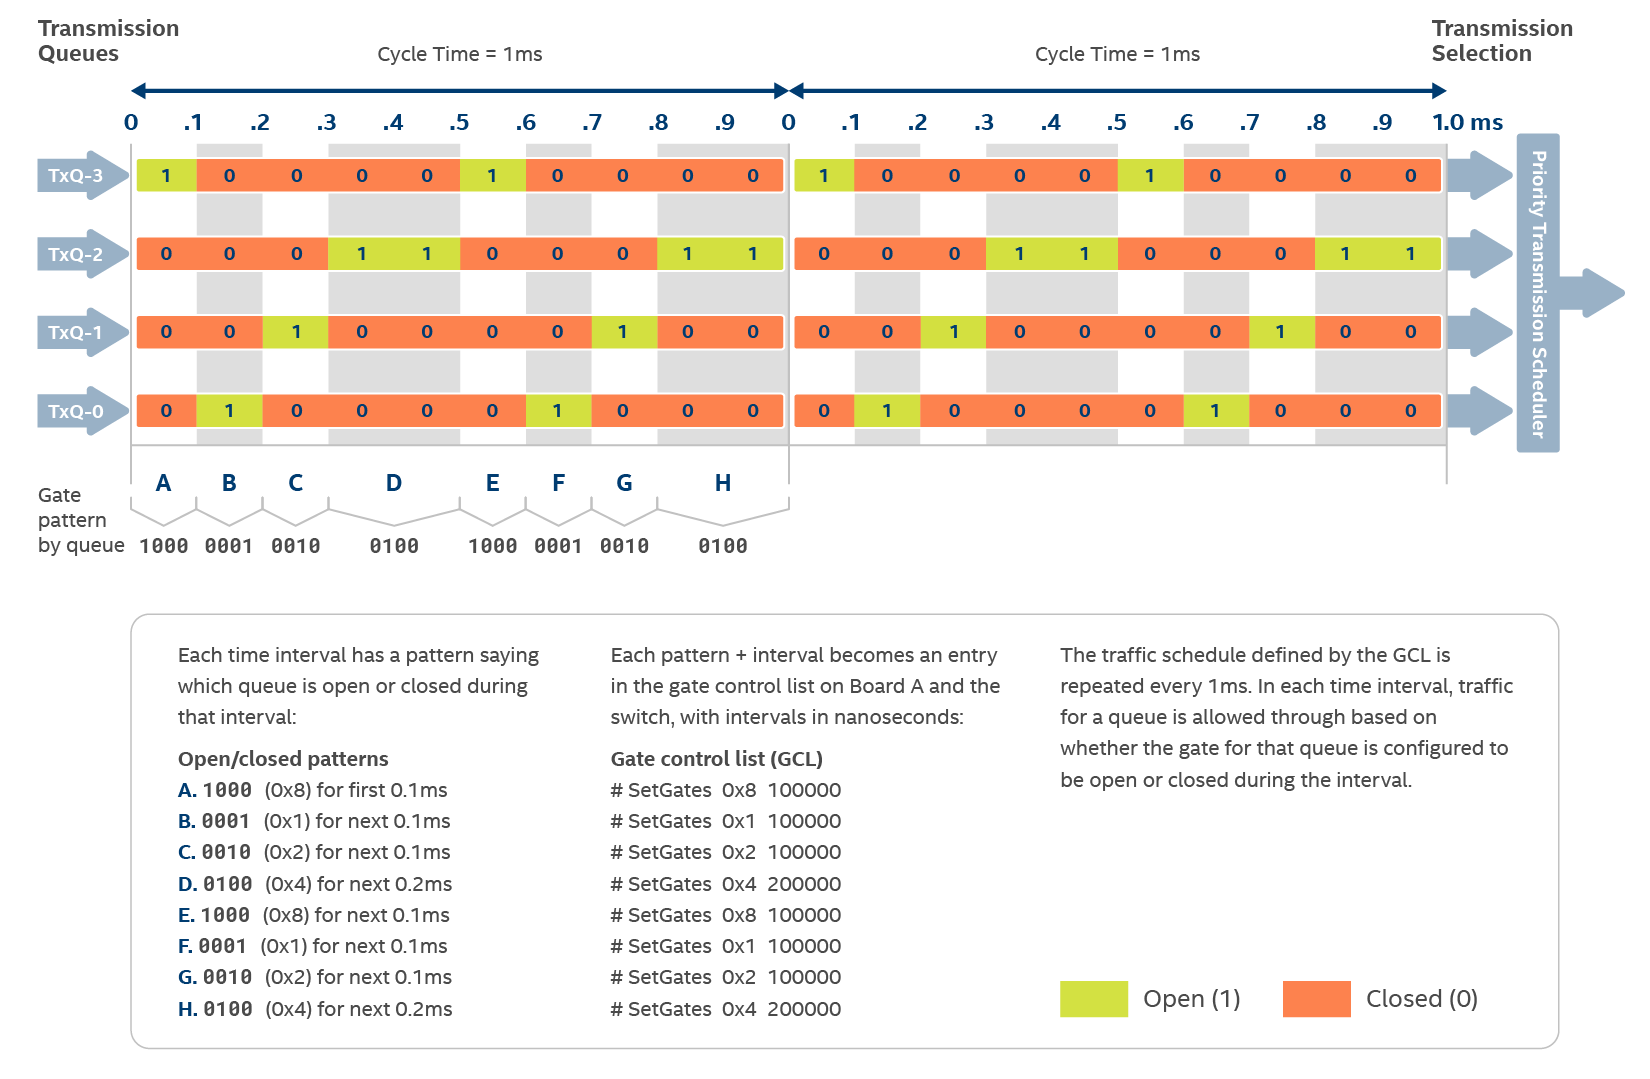 Transmission
Queues
Cycle Time = 1ms
Cycle Time = 1ms
Transmission
Selection
0 .1 .2 .3 .4 .5 .6 .7 .8 .9 0 .1 .2 .3 .4 .5 .6 .7 .8 .9 1.0 ms
TxQ-3 1 0 0 0 0 1 0 0 0 0 1 0 0 0 0 1 0 0 0 0
TxQ-2 0 0 0 1 1 0 0 0 1 1 0 0 0 1 1 0 0 0 1 1
TxQ-1 0 0 1 0 0 0 0 1 0 0 0 0 1 0 0 0 0 1 0 0
TxQ-0 0 1 0 0 0 0 1 0 0 0 0 1 0 0 0 0 1 0 0 0
Priority Transmission Scheduler
A B C D E F G H
Gate
pattern
by queue
1000 0001 0010 0100 1000 0001 0010 0100
Each time interval has a pattern saying
which queue is open or closed during
that interval:
Open/closed patterns
A. 1000 (0x8) for first 0.1ms
B. 0001 (0x1) for next 0.1ms
C. 0010 (0x2) for next 0.1ms
D. 0100 (0x4) for next 0.2ms
E. 1000 (0x8) for next 0.1ms
F. 0001 (0x1) for next 0.1ms
G. 0010 (0x2) for next 0.1ms
H. 0100 (0x4) for next 0.2ms
Each pattern + interval becomes an entry
in the gate control list on Board A and the
switch, with intervals in nanoseconds:
Gate control list (GCL)
# SetGates 0x8 100000
# SetGates 0x1 100000
# SetGates 0x2 100000
# SetGates 0x4 200000
# SetGates 0x8 100000
# SetGates 0x1 100000
# SetGates 0x2 100000
# SetGates 0x4 200000
The traffic schedule defined by the GCL is
repeated every 1ms. In each time interval, traffic
for a queue is allowed through based on
whether the gate for that queue is configured to
be open or closed during the interval.
Open (1)
Closed (0)